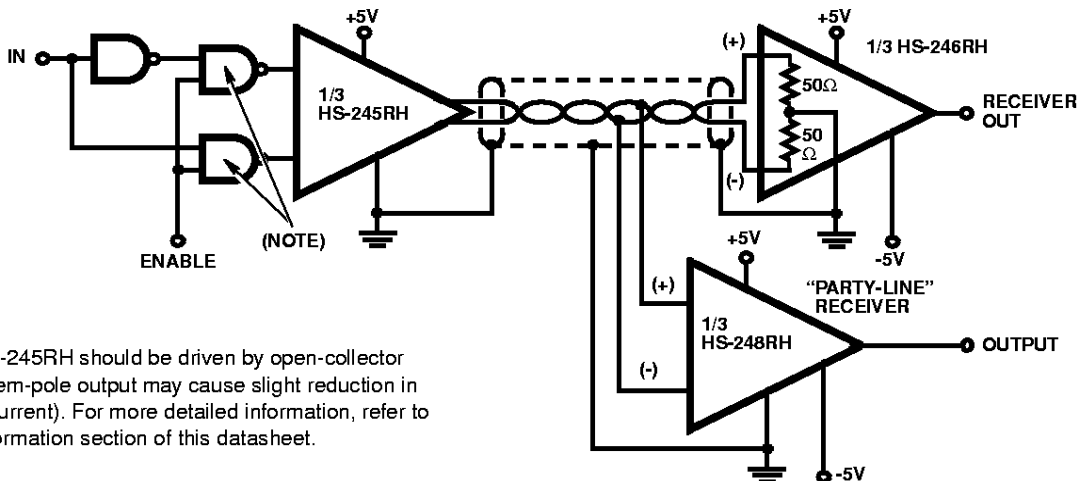 IN
+5V
1/3
HS-245RH
ENABLE
(NOTE)
(+)
(-)
+5V
1/3 HS-246RH
50Ω
50
Ω
RECEIVER
OUT
-5V
+5V
"PARTY-LINE"
RECEIVER
(+)
(-)
1/3
HS-248RH
OUTPUT
-5V
-245RH should be driven by open-collector
em-pole output may cause slight reduction in
urrent). For more detailed information, refer to
ormation section of this datasheet.